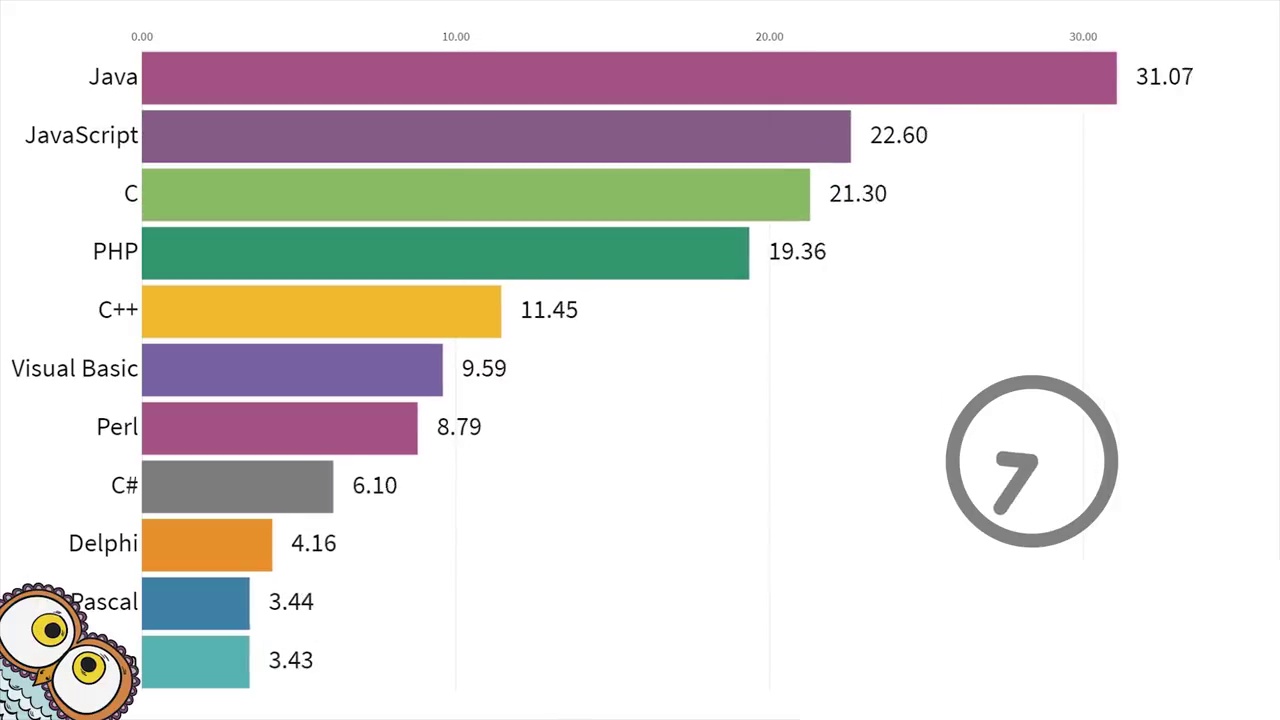 0.00 10.00 20.00 30.00
Java 31.07
JavaScript 22.60
C 21.30
PHP 19.36
C++ 11.45
Visual Basic 9.59
Perl 8.79
C# 6.10
Delphi 4.16
Pascal 3.44
3.43